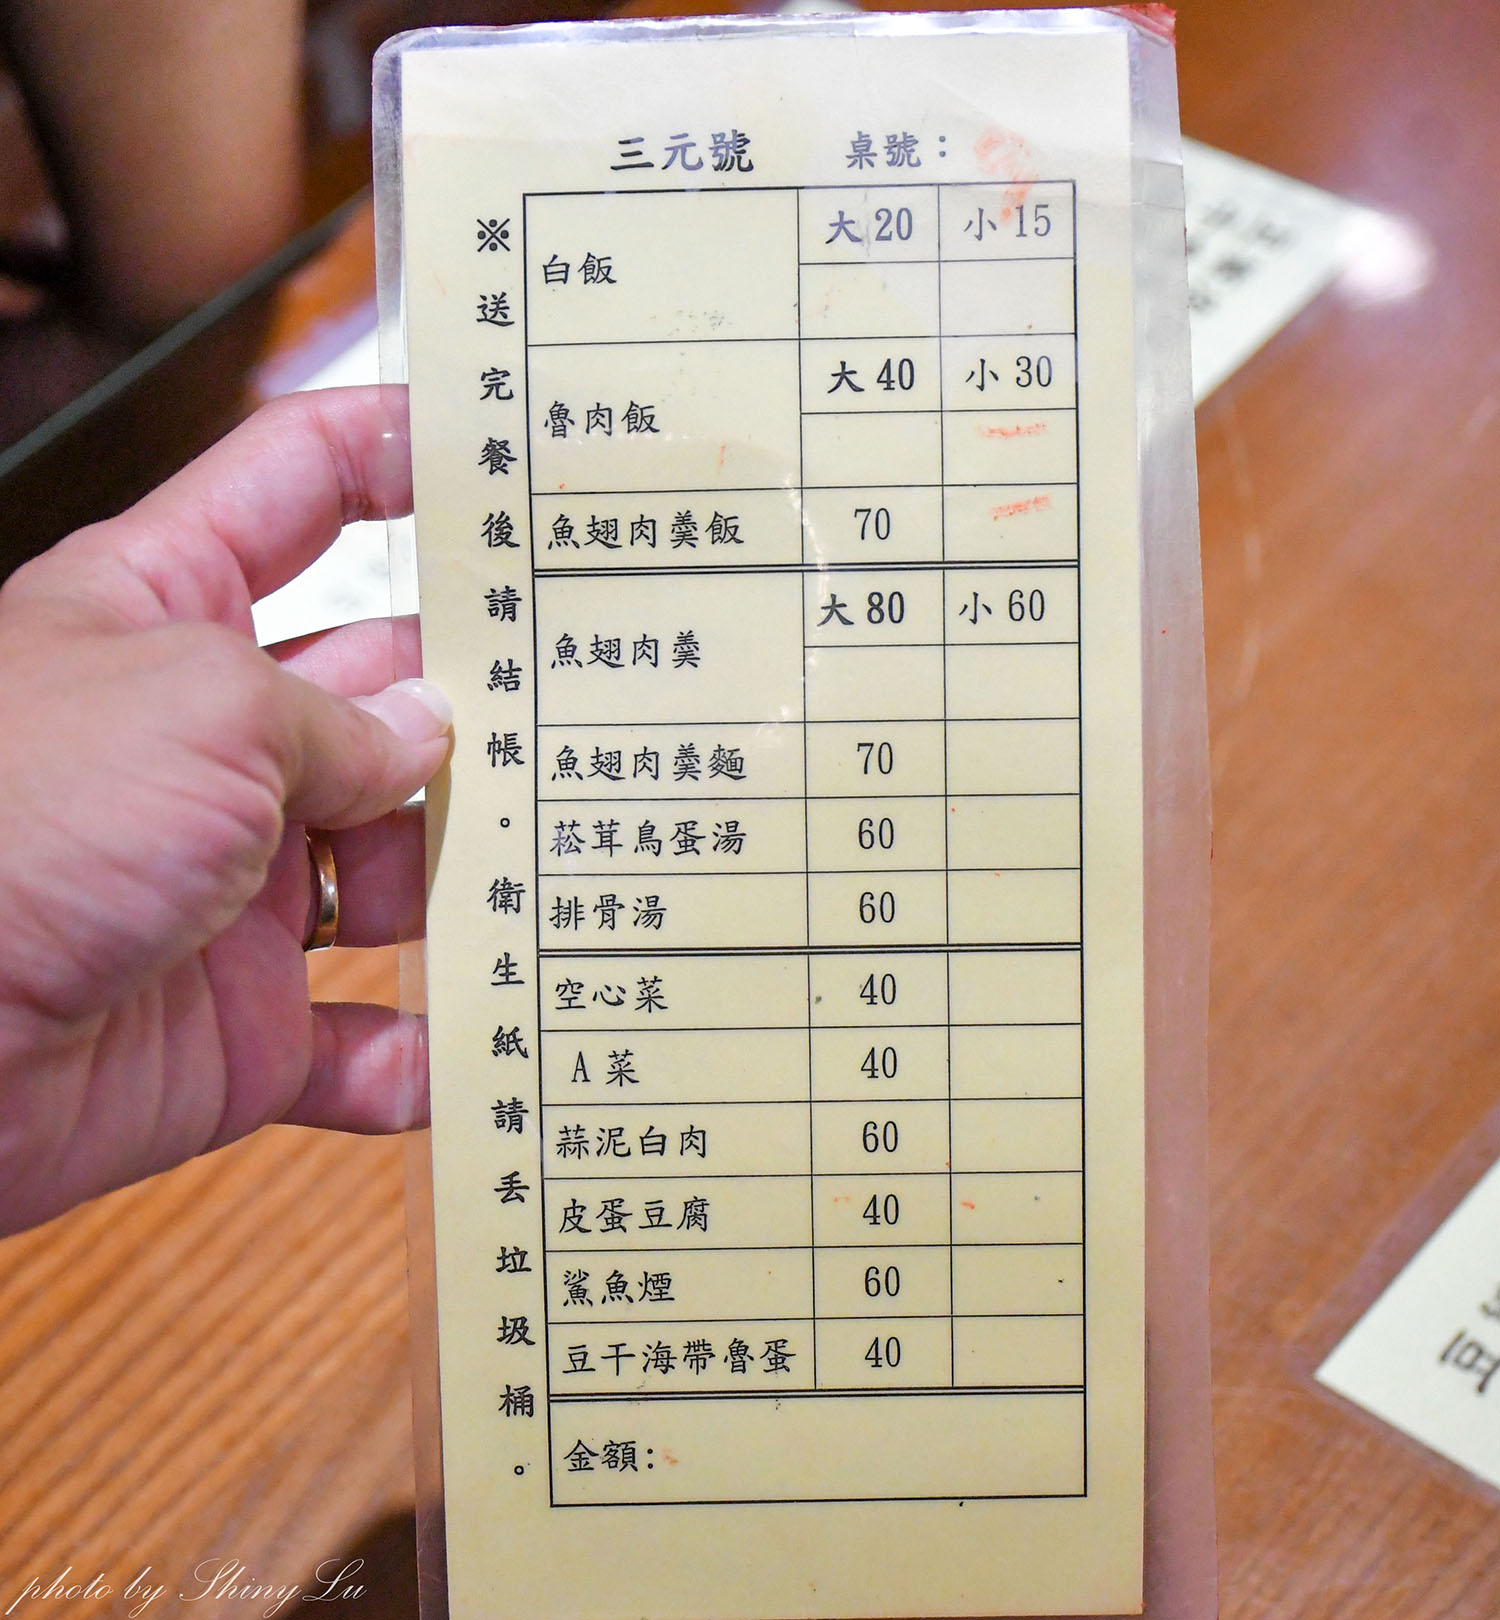 三元號 桌號：
※送完餐後請結帳。衛生紙請丟垃圾桶。
白飯 大20 小15
魯肉飯 大40 小30
魚翅肉羹飯 70
魚翅肉羹 大80 小60
魚翅肉羹麵 70
菘茸鳥蛋湯 60
排骨湯 60
空心菜 40
A菜 40
蒜泥白肉 60
皮蛋豆腐 40
鯊魚煙 60
豆干海帶魯蛋 40
金額：
photo by ShinyLu